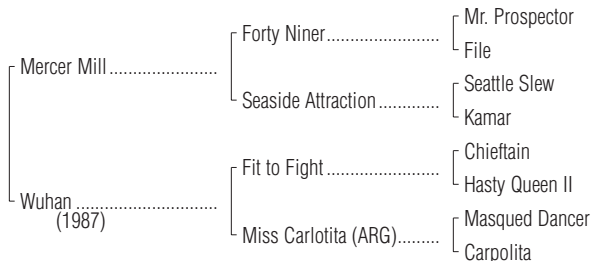 Mr. Prospector
Forty Niner........................
File
Mercer Mill.......................
Seattle Slew
Seaside Attraction.............
Kamar
Chieftain
Fit to Fight........................
Hasty Queen II
Wuhan..............................
(1987)
Masqued Dancer
Miss Carlotita (ARG).........
Carpolita